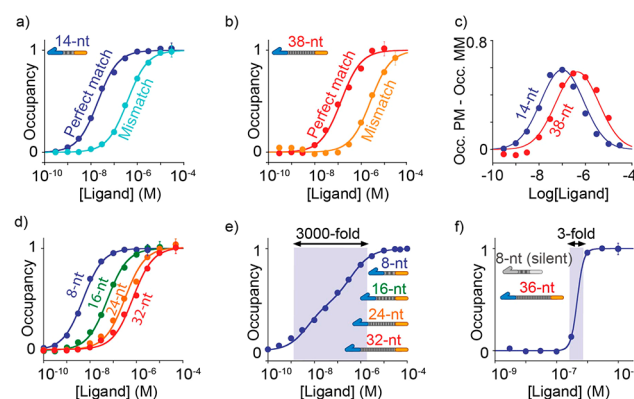 a)
14-nt
Occupancy
1
0
Perfect match
Mismatch
10⁻¹⁰ 10⁻⁸ 10⁻⁶ 10⁻⁴
[Ligand] (M)
b)
38-nt
Occupancy
1
0
Perfect match
Mismatch
10⁻¹⁰ 10⁻⁸ 10⁻⁶ 10⁻⁴
[Ligand] (M)
c)
Occ. PM - Occ. MM
0.8
0
14-nt
38-nt
-10 -8 -6 -4
Log[Ligand]
d)
Occupancy
1
0
8-nt
16-nt
24-nt
32-nt
10⁻¹⁰ 10⁻⁸ 10⁻⁶ 10⁻⁴
[Ligand] (M)
e)
3000-fold
Occupancy
1
0
8-nt
16-nt
24-nt
32-nt
10⁻¹⁰ 10⁻⁸ 10⁻⁶ 10⁻⁴
[Ligand] (M)
f)
3-fold
Occupancy
1
0
8-nt (silent)
36-nt
10⁻⁹ 10⁻⁷
[Ligand] (M)